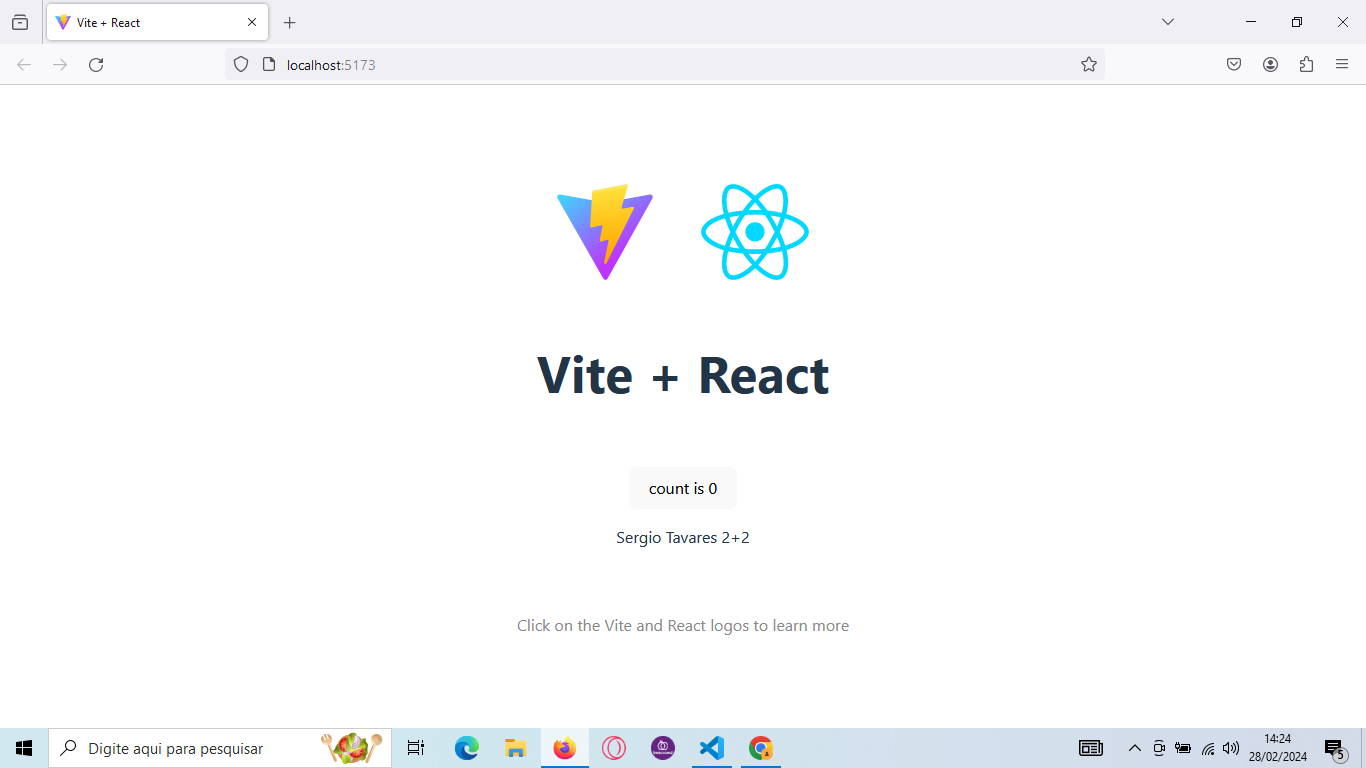 Vite + React
localhost:5173
Vite + React
count is 0
Sergio Tavares 2+2
Click on the Vite and React logos to learn more
Digite aqui para pesquisar
14:24
28/02/2024
5